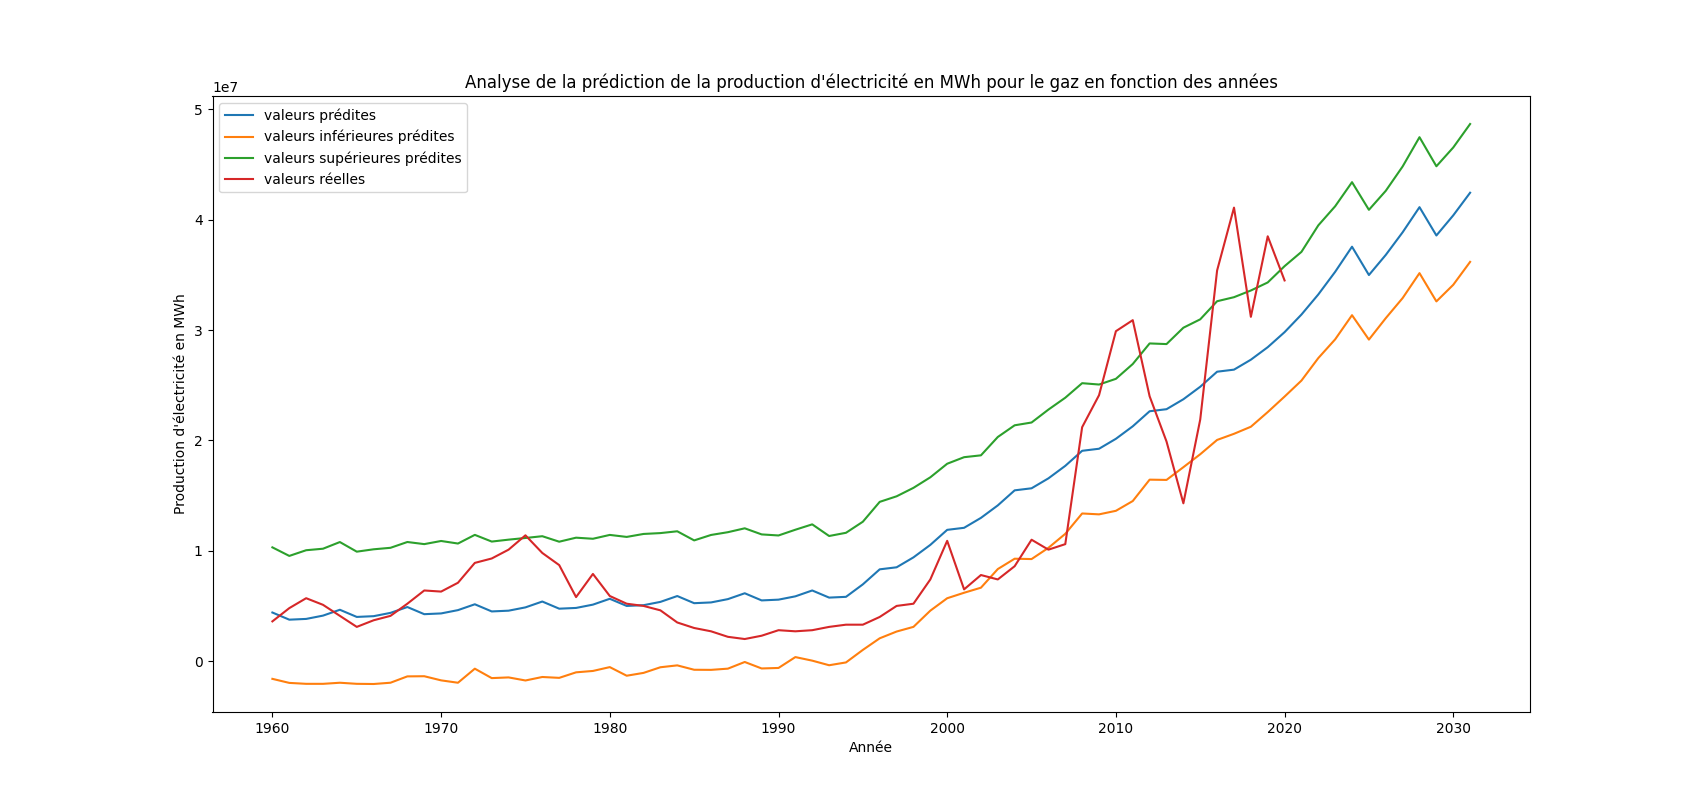 Analyse de la prédiction de la production d'électricité en MWh pour le gaz en fonction des années
1e7
valeurs prédites
valeurs inférieures prédites
valeurs supérieures prédites
valeurs réelles
5
4
3
2
1
0
Production d'électricité en MWh
1960 1970 1980 1990 2000 2010 2020 2030
Année